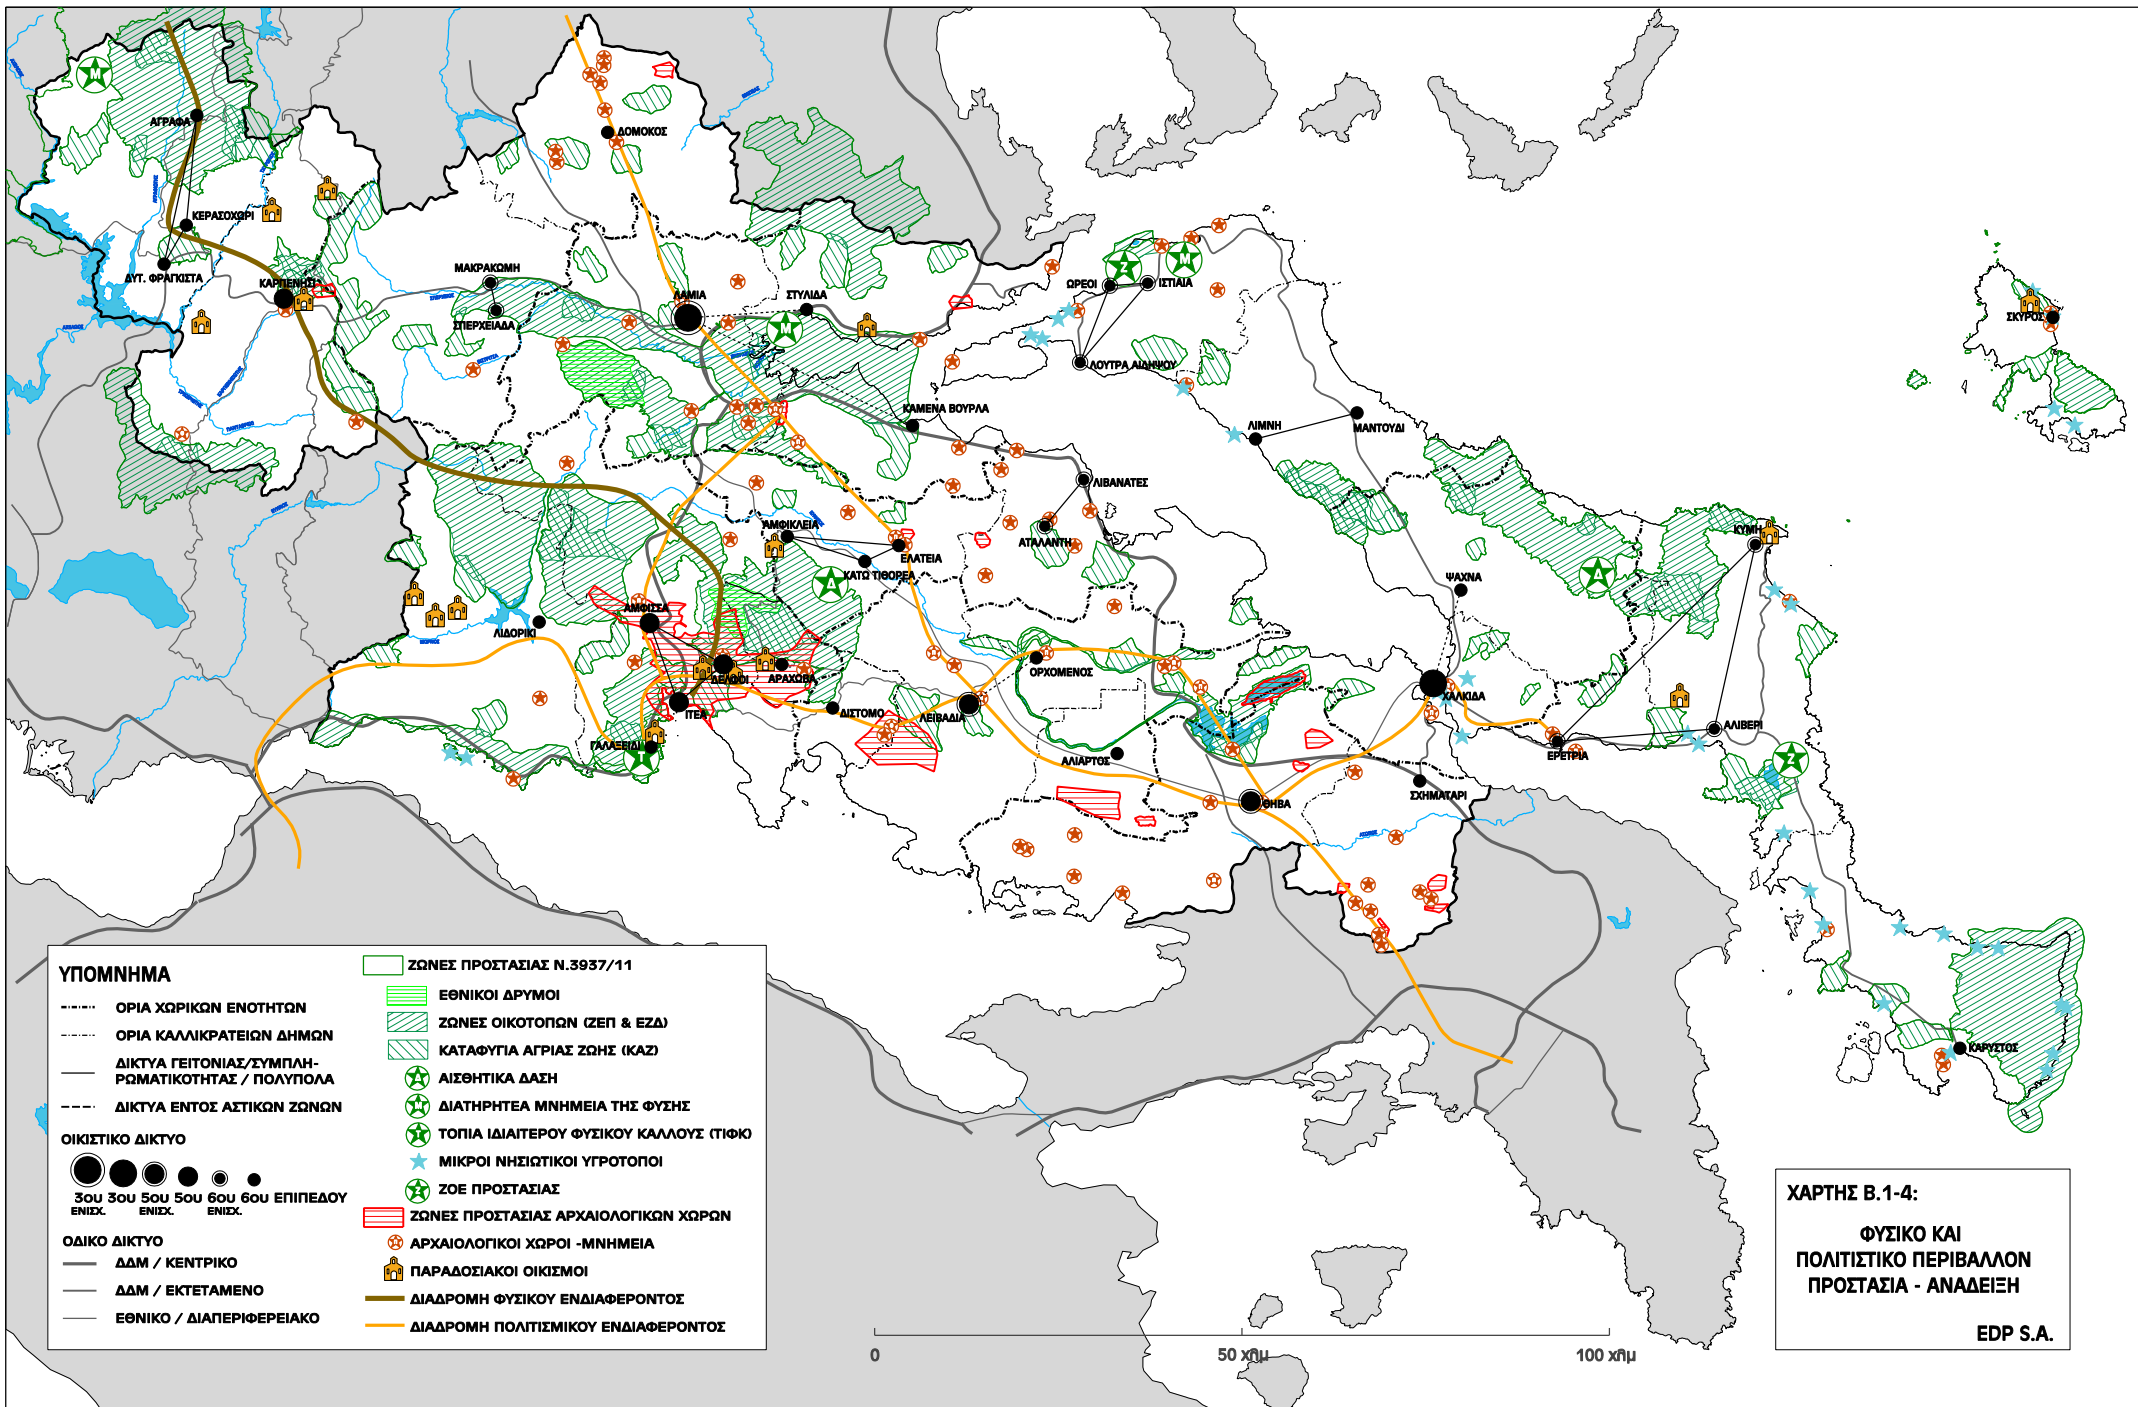 ΑΓΡΑΦΑ
ΔΟΜΟΚΟΣ
ΚΕΡΑΣΟΧΩΡΙ
ΔΥΤ. ΦΡΑΓΚΙΣΤΑ
ΚΑΡΠΕΝΗΣΙ
ΜΑΚΡΑΚΩΜΗ
ΣΠΕΡΧΕΙΑΔΑ
ΛΑΜΙΑ
ΣΤΥΛΙΔΑ
ΩΡΕΟΙ
ΙΣΤΙΑΙΑ
ΛΟΥΤΡΑ ΑΙΔΗΨΟΥ
ΣΚΥΡΟΣ
ΚΑΜΕΝΑ ΒΟΥΡΛΑ
ΛΙΜΝΗ
ΜΑΝΤΟΥΔΙ
ΛΙΒΑΝΑΤΕΣ
ΑΤΑΛΑΝΤΗ
ΑΜΦΙΚΛΕΙΑ
ΕΛΑΤΕΙΑ
ΚΑΤΩ ΤΙΘΟΡΕΑ
ΚΥΜΗ
ΨΑΧΝΑ
ΑΜΦΙΣΣΑ
ΛΙΔΟΡΙΚΙ
ΔΕΛΦΟΙ
ΑΡΑΧΩΒΑ
ΟΡΧΟΜΕΝΟΣ
ΙΤΕΑ
ΔΙΣΤΟΜΟ
ΛΕΙΒΑΔΙΑ
ΧΑΛΚΙΔΑ
ΑΛΙΒΕΡΙ
ΓΑΛΑΞΕΙΔΙ
ΑΛΙΑΡΤΟΣ
ΕΡΕΤΡΙΑ
ΘΗΒΑ
ΣΧΗΜΑΤΑΡΙ
ΚΑΡΥΣΤΟΣ
ΥΠΟΜΝΗΜΑ
ΟΡΙΑ ΧΩΡΙΚΩΝ ΕΝΟΤΗΤΩΝ
ΟΡΙΑ ΚΑΛΛΙΚΡΑΤΕΙΩΝ ΔΗΜΩΝ
ΔΙΚΤΥΑ ΓΕΙΤΟΝΙΑΣ/ΣΥΜΠΛΗ-
ΡΩΜΑΤΙΚΟΤΗΤΑΣ / ΠΟΛΥΠΟΛΑ
ΔΙΚΤΥΑ ΕΝΤΟΣ ΑΣΤΙΚΩΝ ΖΩΝΩΝ
ΟΙΚΙΣΤΙΚΟ ΔΙΚΤΥΟ
3ου 3ου 5ου 5ου 6ου 6ου ΕΠΙΠΕΔΟΥ
ΕΝΙΣΧ. ΕΝΙΣΧ. ΕΝΙΣΧ.
ΟΔΙΚΟ ΔΙΚΤΥΟ
ΔΔΜ / ΚΕΝΤΡΙΚΟ
ΔΔΜ / ΕΚΤΕΤΑΜΕΝΟ
ΕΘΝΙΚΟ / ΔΙΑΠΕΡΙΦΕΡΕΙΑΚΟ
ΖΩΝΕΣ ΠΡΟΣΤΑΣΙΑΣ Ν.3937/11
ΕΘΝΙΚΟΙ ΔΡΥΜΟΙ
ΖΩΝΕΣ ΟΙΚΟΤΟΠΩΝ (ΖΕΠ & ΕΖΔ)
ΚΑΤΑΦΥΓΙΑ ΑΓΡΙΑΣ ΖΩΗΣ (ΚΑΖ)
ΑΙΣΘΗΤΙΚΑ ΔΑΣΗ
ΔΙΑΤΗΡΗΤΕΑ ΜΝΗΜΕΙΑ ΤΗΣ ΦΥΣΗΣ
ΤΟΠΙΑ ΙΔΙΑΙΤΕΡΟΥ ΦΥΣΙΚΟΥ ΚΑΛΛΟΥΣ (ΤΙΦΚ)
ΜΙΚΡΟΙ ΝΗΣΙΩΤΙΚΟΙ ΥΓΡΟΤΟΠΟΙ
ΖΟΕ ΠΡΟΣΤΑΣΙΑΣ
ΖΩΝΕΣ ΠΡΟΣΤΑΣΙΑΣ ΑΡΧΑΙΟΛΟΓΙΚΩΝ ΧΩΡΩΝ
ΑΡΧΑΙΟΛΟΓΙΚΟΙ ΧΩΡΟΙ -ΜΝΗΜΕΙΑ
ΠΑΡΑΔΟΣΙΑΚΟΙ ΟΙΚΙΣΜΟΙ
ΔΙΑΔΡΟΜΗ ΦΥΣΙΚΟΥ ΕΝΔΙΑΦΕΡΟΝΤΟΣ
ΔΙΑΔΡΟΜΗ ΠΟΛΙΤΙΣΜΙΚΟΥ ΕΝΔΙΑΦΕΡΟΝΤΟΣ
0 50 χλμ 100 χλμ
ΧΑΡΤΗΣ Β.1-4:
ΦΥΣΙΚΟ ΚΑΙ
ΠΟΛΙΤΙΣΤΙΚΟ ΠΕΡΙΒΑΛΛΟΝ
ΠΡΟΣΤΑΣΙΑ - ΑΝΑΔΕΙΞΗ
EDP S.A.